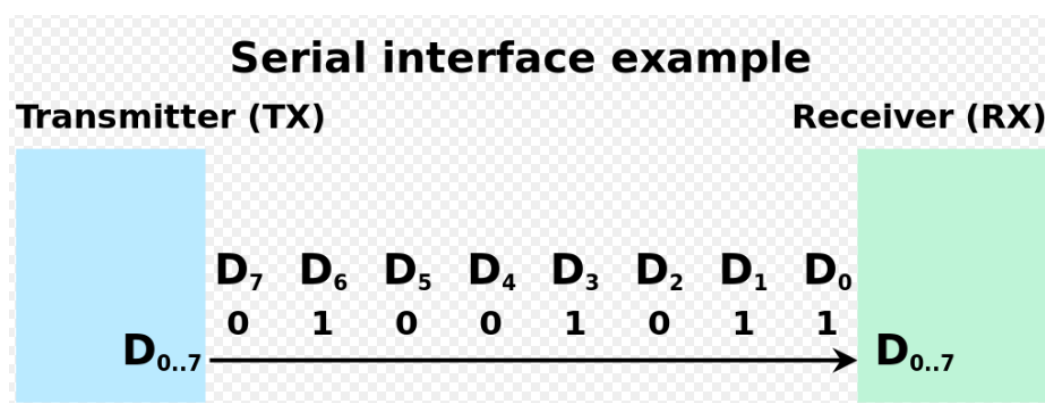 Serial interface example
Transmitter (TX) Receiver (RX)
D₇ D₆ D₅ D₄ D₃ D₂ D₁ D₀
0 1 0 0 1 0 1 1
D₀..₇ D₀..₇